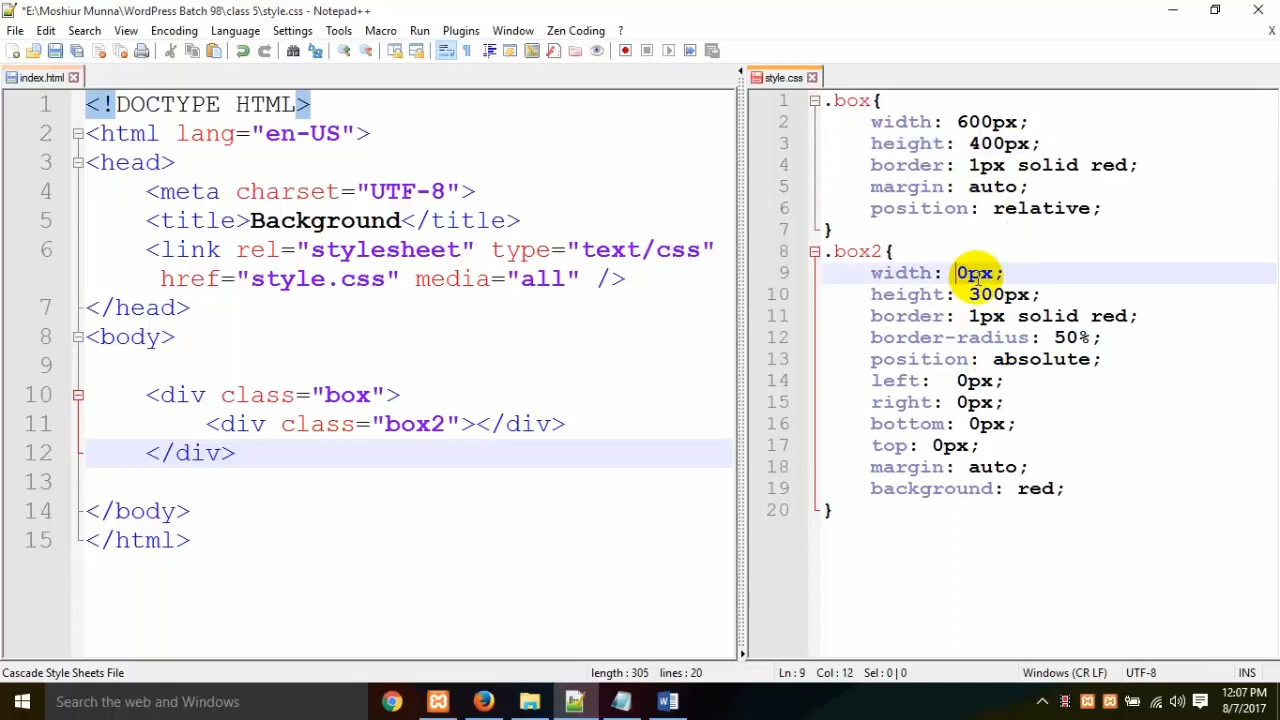 *E:\Moshiur Munna\WordPress Batch 98\class 5\style.css - Notepad++
File Edit Search View Encoding Language Settings Tools Macro Run Plugins Window Zen Coding ? X
index.html
1 <!DOCTYPE HTML>
2 <html lang="en-US">
3 <head>
4 <meta charset="UTF-8">
5 <title>Background</title>
6 <link rel="stylesheet" type="text/css"
href="style.css" media="all" />
7 </head>
8 <body>
9
10 <div class="box">
11 <div class="box2"></div>
12 </div>
13
14 </body>
15 </html>
style.css
1 .box{
2 width: 600px;
3 height: 400px;
4 border: 1px solid red;
5 margin: auto;
6 position: relative;
7 }
8 .box2{
9 width: 0px;
10 height: 300px;
11 border: 1px solid red;
12 border-radius: 50%;
13 position: absolute;
14 left:  0px;
15 right: 0px;
16 bottom: 0px;
17 top: 0px;
18 margin: auto;
19 background: red;
20 }
Cascade Style Sheets File length : 305 lines : 20 Ln : 9 Col : 12 Sel : 0 | 0 Windows (CR LF) UTF-8 INS
Search the web and Windows
12:07 PM
8/7/2017